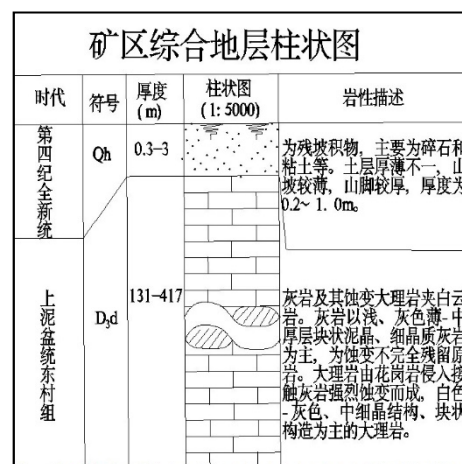 矿区综合地层柱状图
时代
符号
厚度
(m)
柱状图
(1:5000)
岩性描述
第四纪全新统
Qh
0.3-3
为残坡积物，主要为碎石和
粘土等。土层厚薄不一，山
坡较薄，山脚较厚，厚度为
0.2~1.0m。
上泥盆统东村组
D₃d
131-417
灰岩及其蚀变大理岩夹白云
岩。灰岩以浅、灰色薄-中
厚层块状泥晶、细晶质灰岩
为主，为蚀变不完全残留原
岩。大理岩由花岗岩侵入接
触灰岩强烈蚀变而成，白色
-灰色、中细晶结构、块状
构造为主的大理岩。